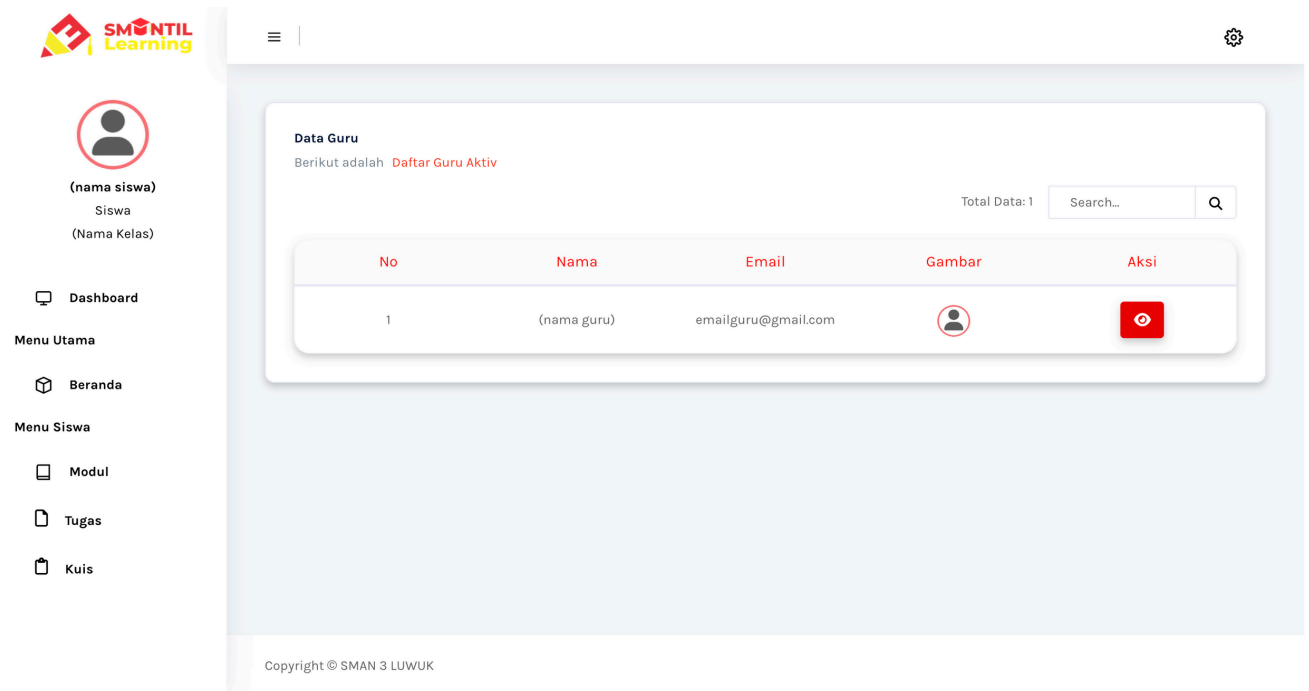 SMANTIL
Learning
(nama siswa)
Siswa
(Nama Kelas)
Dashboard
Menu Utama
Beranda
Menu Siswa
Modul
Tugas
Kuis
Data Guru
Berikut adalah Daftar Guru Aktiv
Total Data: 1 Search...
No Nama Email Gambar Aksi
1 (nama guru) emailguru@gmail.com
Copyright © SMAN 3 LUWUK